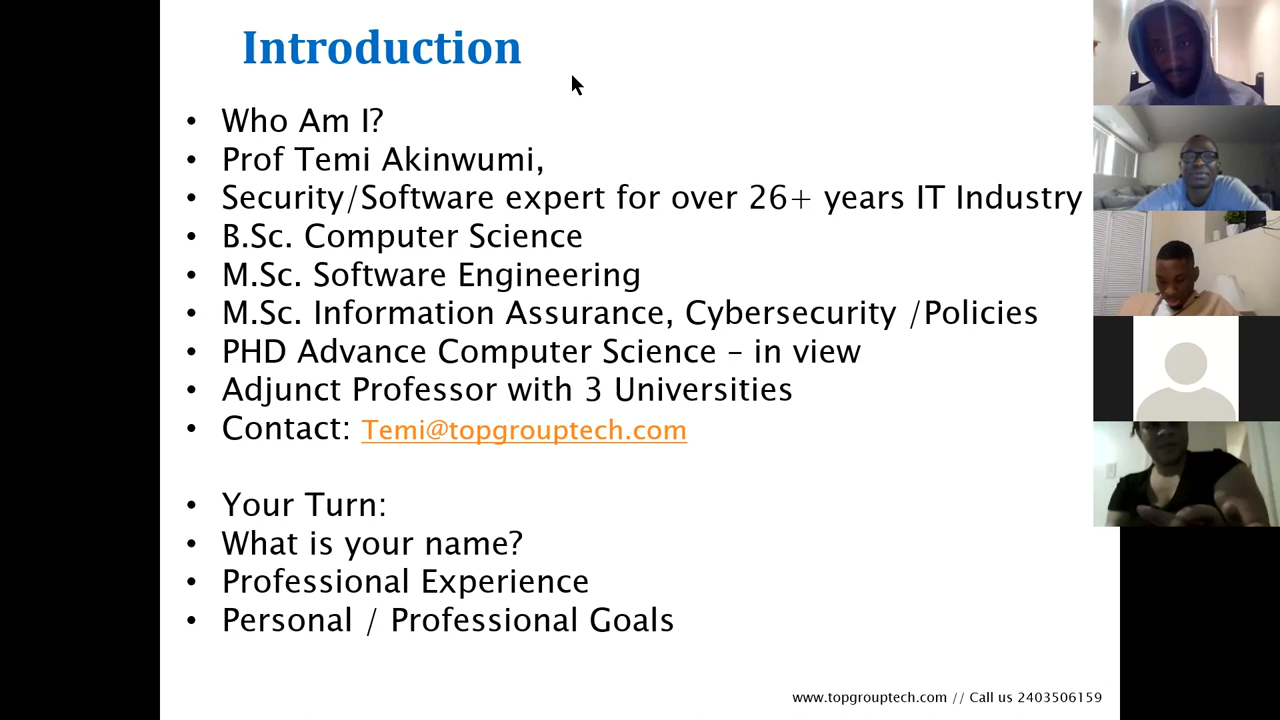 Introduction
• Who Am I?
• Prof Temi Akinwumi,
• Security/Software expert for over 26+ years IT Industry
• B.Sc. Computer Science
• M.Sc. Software Engineering
• M.Sc. Information Assurance, Cybersecurity /Policies
• PHD Advance Computer Science – in view
• Adjunct Professor with 3 Universities
• Contact: Temi@topgrouptech.com
• Your Turn:
• What is your name?
• Professional Experience
• Personal / Professional Goals
www.topgrouptech.com // Call us 2403506159